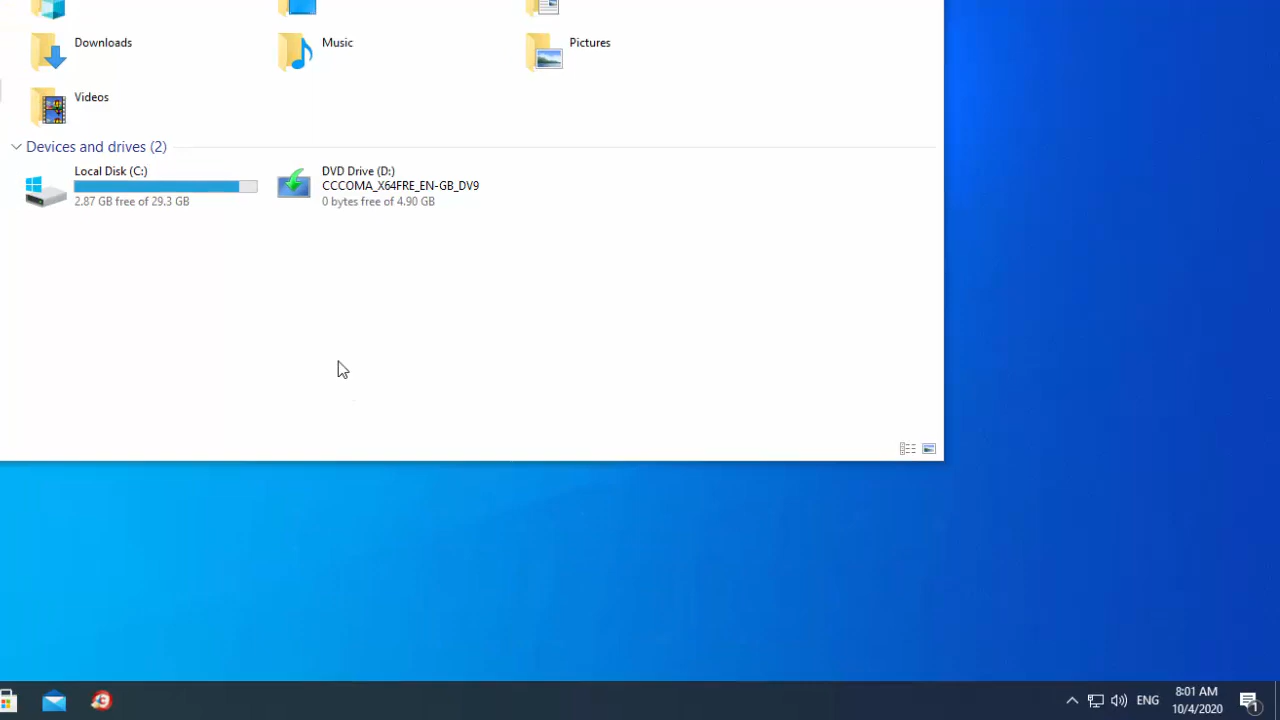 Downloads
Music
Pictures
Videos
Devices and drives (2)
Local Disk (C:)
2.87 GB free of 29.3 GB
DVD Drive (D:)
CCCOMA_X64FRE_EN-GB_DV9
0 bytes free of 4.90 GB
ENG
8:01 AM
10/4/2020
1